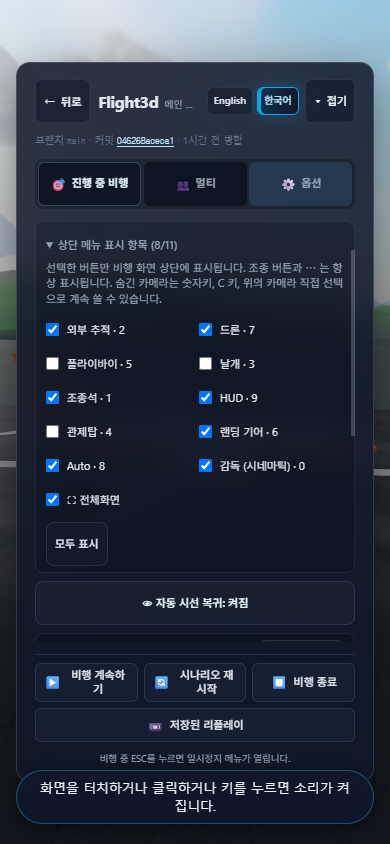 ← 뒤로
Flight3d 메인 ...
English
한국어
▾ 접기
브랜치 main · 커밋 046268aceca1 · 1시간 전 병합
진행 중 비행
멀티
옵션
▼ 상단 메뉴 표시 항목 (8/11)
선택한 버튼만 비행 화면 상단에 표시됩니다. 조종 버튼과 ⋯ 는 항
상 표시됩니다. 숨긴 카메라는 숫자키, C 키, 위의 카메라 직접 선택
으로 계속 쓸 수 있습니다.
외부 추적 · 2
드론 · 7
플라이바이 · 5
날개 · 3
조종석 · 1
HUD · 9
관제탑 · 4
랜딩 기어 · 6
Auto · 8
감독 (시네마틱) · 0
⛶ 전체화면
모두 표시
👁 자동 시선 복귀: 켜짐
비행 계속하
기
시나리오 재
시작
비행 종료
저장된 리플레이
비행 중 ESC를 누르면 일시정지 메뉴가 열립니다.
화면을 터치하거나 클릭하거나 키를 누르면 소리가 켜
집니다.